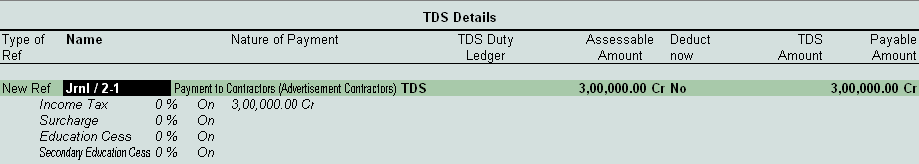 TDS Details
Type of Ref Name Nature of Payment TDS Duty Ledger Assessable Amount Deduct now TDS Amount Payable Amount
New Ref Jrnl / 2-1 Payment to Contractors (Advertisement Contractors) TDS 3,00,000.00 Cr No 3,00,000.00 Cr
Income Tax 0 % On 3,00,000.00 Cr
Surcharge 0 % On
Education Cess 0 % On
Secondary Education Cess 0 % On